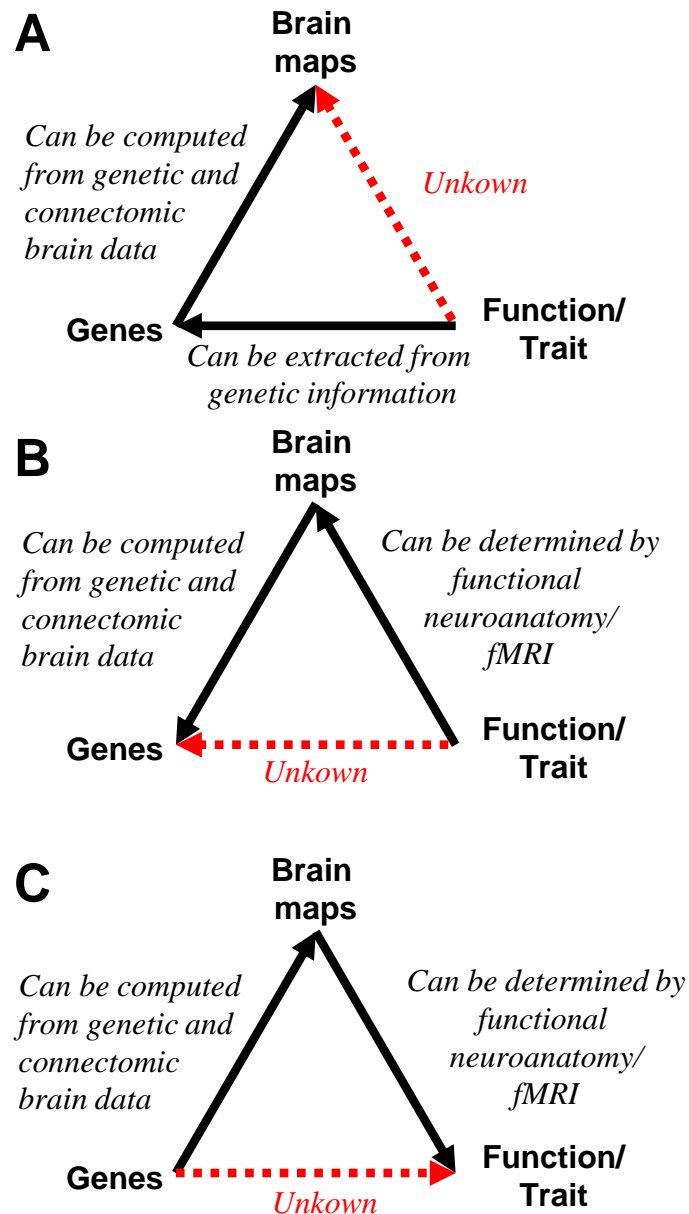 A
Brain
maps
Can be computed
from genetic and
connectomic
brain data
Unkown
Genes
Function/
Trait
Can be extracted from
genetic information
B
Brain
maps
Can be computed
from genetic and
connectomic
brain data
Can be determined by
functional
neuroanatomy/
fMRI
Genes
Function/
Trait
Unkown
C
Brain
maps
Can be computed
from genetic and
connectomic
brain data
Can be determined by
functional
neuroanatomy/
fMRI
Genes
Function/
Trait
Unkown